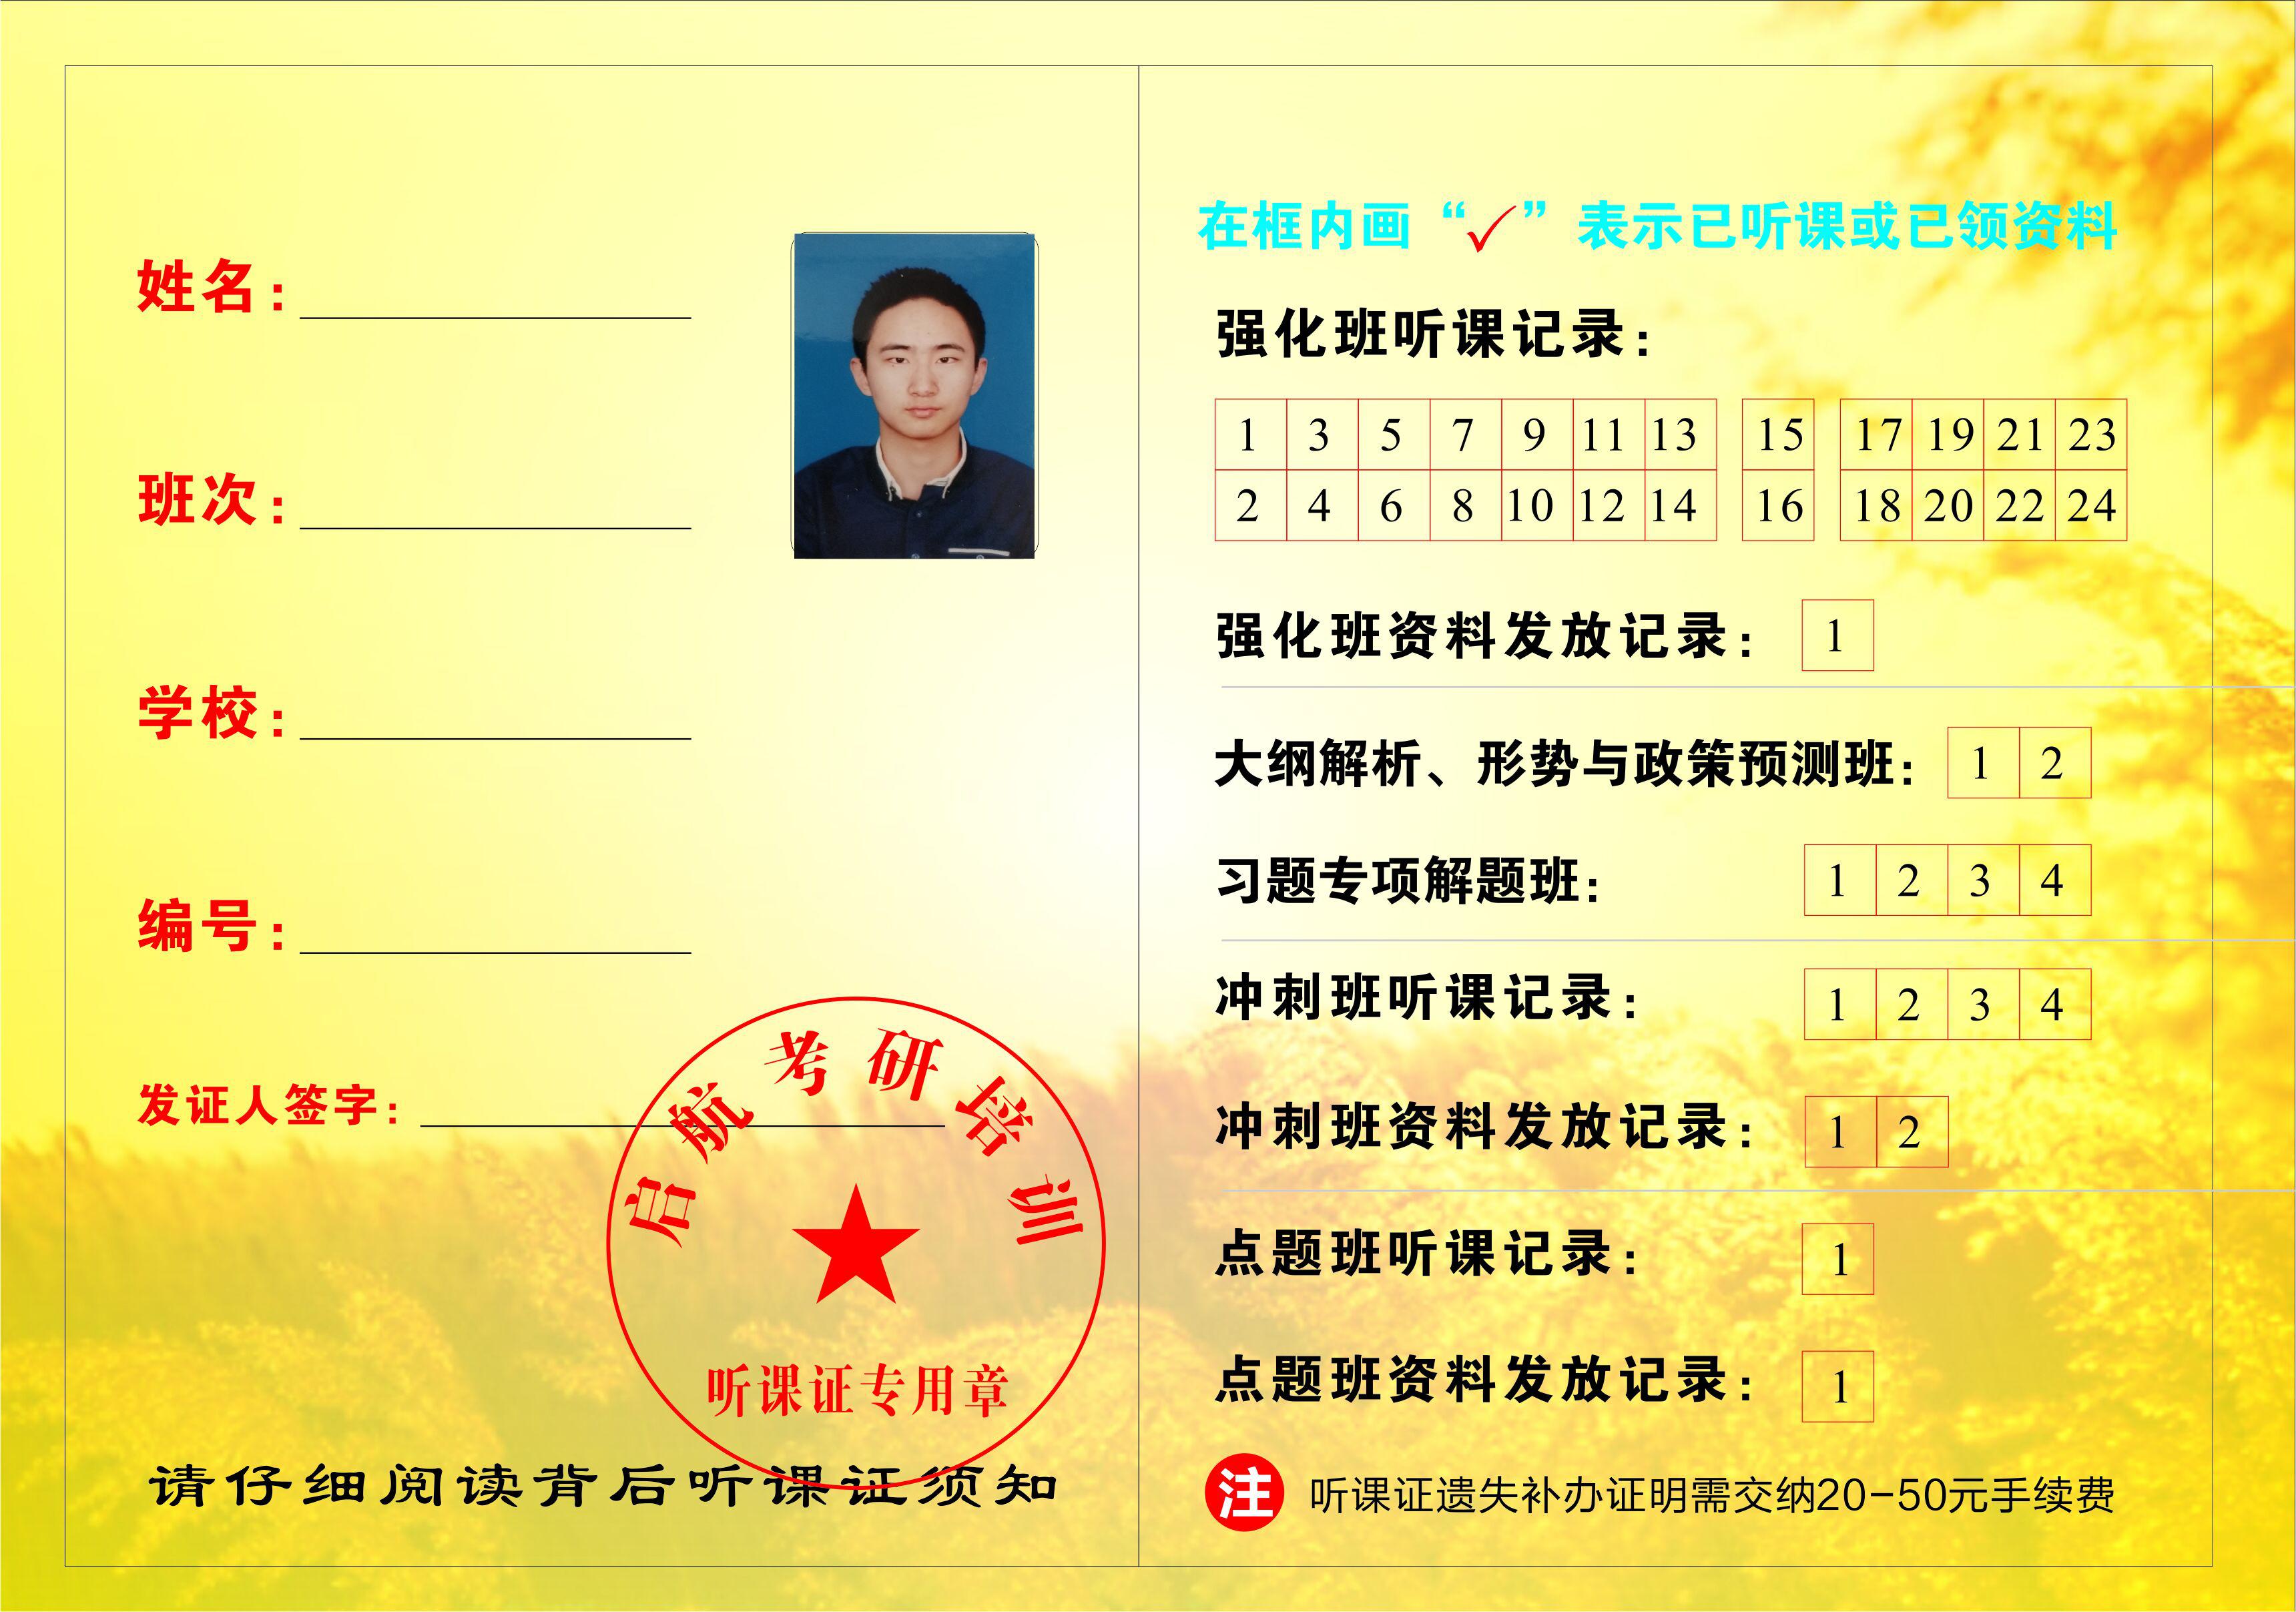 姓名：
班次：
学校：
编号：
发证人签字：
启航考研培训
听课证专用章
请仔细阅读背后听课证须知
在框内画“✓”表示已听课或已领资料
强化班听课记录：
1 3 5 7 9 11 13 15 17 19 21 23
2 4 6 8 10 12 14 16 18 20 22 24
强化班资料发放记录： 1
大纲解析、形势与政策预测班： 1 2
习题专项解题班： 1 2 3 4
冲刺班听课记录： 1 2 3 4
冲刺班资料发放记录： 1 2
点题班听课记录： 1
点题班资料发放记录： 1
注 听课证遗失补办证明需交纳20-50元手续费